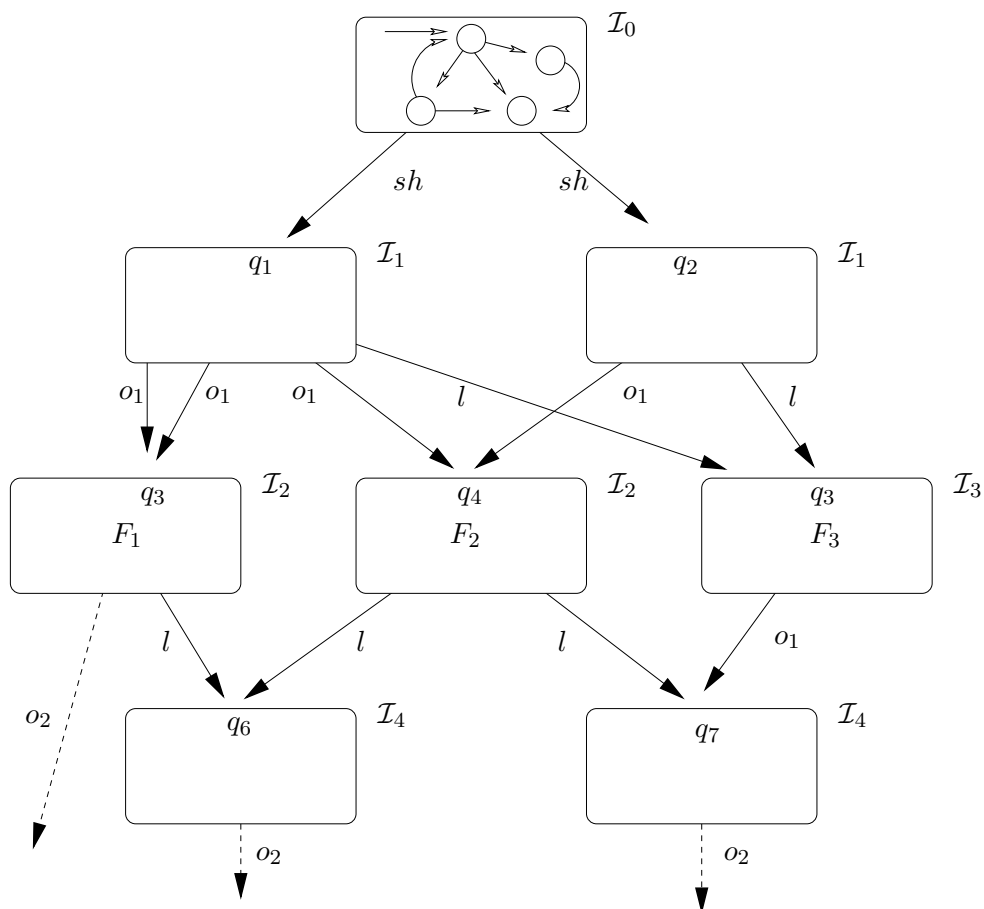 𝓘₀
sh sh
q₁ 𝓘₁ q₂ 𝓘₁
o₁ o₁ o₁ l o₁ l
q₃ 𝓘₂ q₄ 𝓘₂ q₃ 𝓘₃
F₁ F₂ F₃
l l l o₁
o₂ q₆ 𝓘₄ q₇ 𝓘₄
o₂ o₂